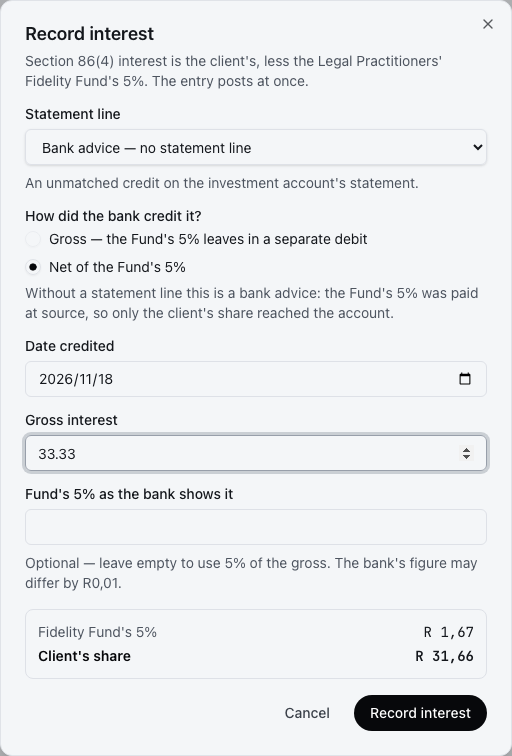 Record interest
Section 86(4) interest is the client's, less the Legal Practitioners'
Fidelity Fund's 5%. The entry posts at once.
Statement line
Bank advice — no statement line
An unmatched credit on the investment account's statement.
How did the bank credit it?
Gross — the Fund's 5% leaves in a separate debit
Net of the Fund's 5%
Without a statement line this is a bank advice: the Fund's 5% was paid
at source, so only the client's share reached the account.
Date credited
2026/11/18
Gross interest
33.33
Fund's 5% as the bank shows it
Optional — leave empty to use 5% of the gross. The bank's figure may
differ by R0,01.
Fidelity Fund's 5% R 1,67
Client's share R 31,66
Cancel Record interest